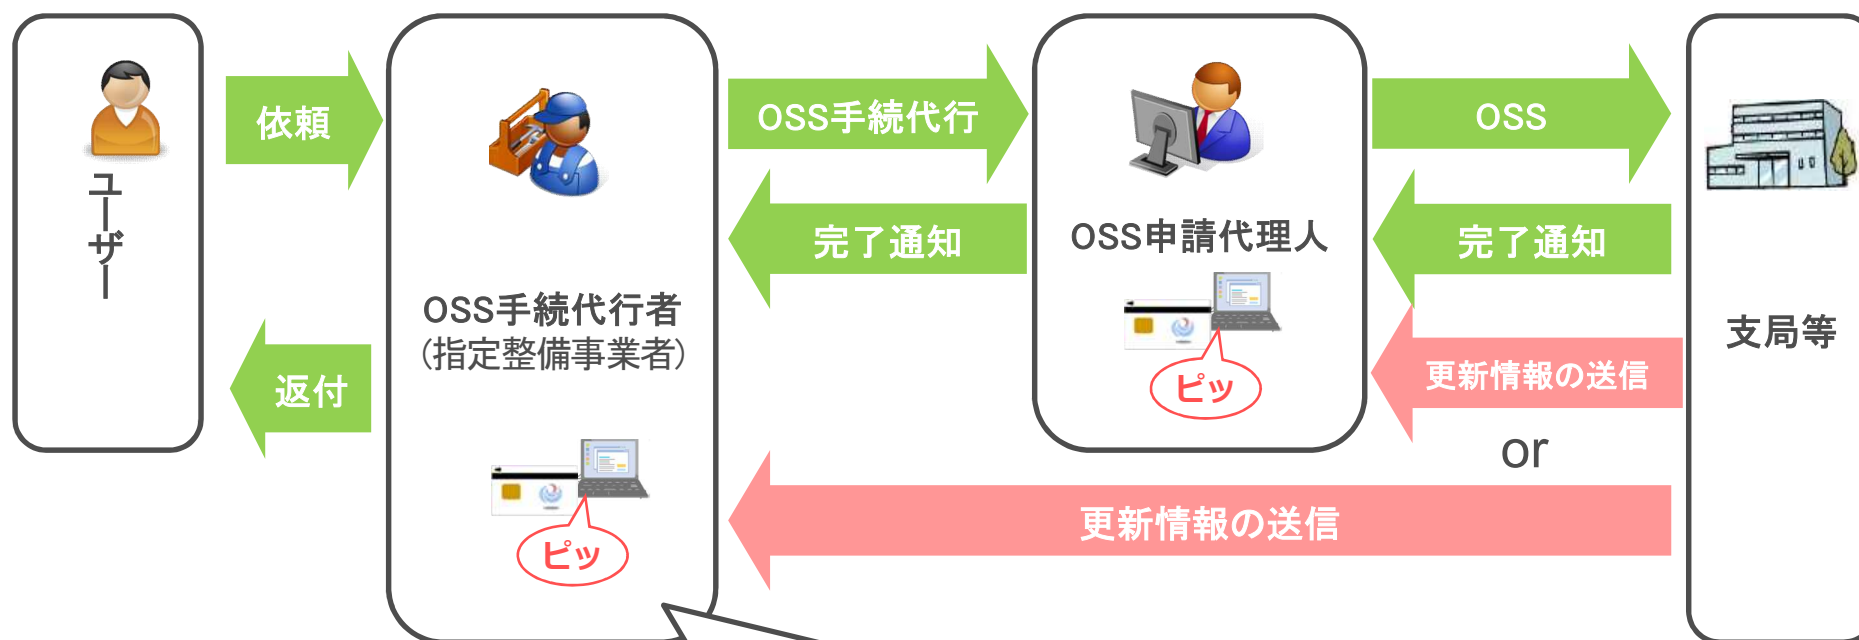 ユーザー
依頼
返付
OSS手続代行者
(指定整備事業者)
ピッ
OSS手続代行
完了通知
OSS申請代理人
ピッ
OSS
完了通知
更新情報の送信
or
更新情報の送信
支局等